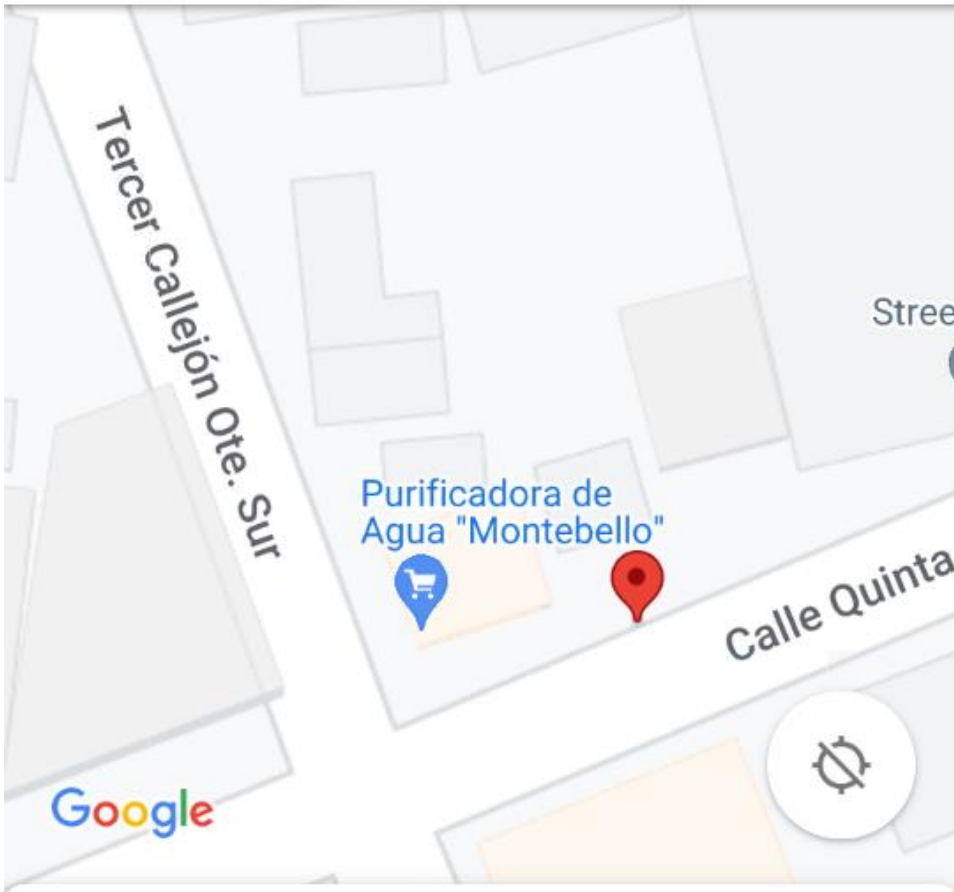 Tercer Callejón Ote. Sur
Stree
Purificadora de
Agua "Montebello"
Calle Quinta
Google